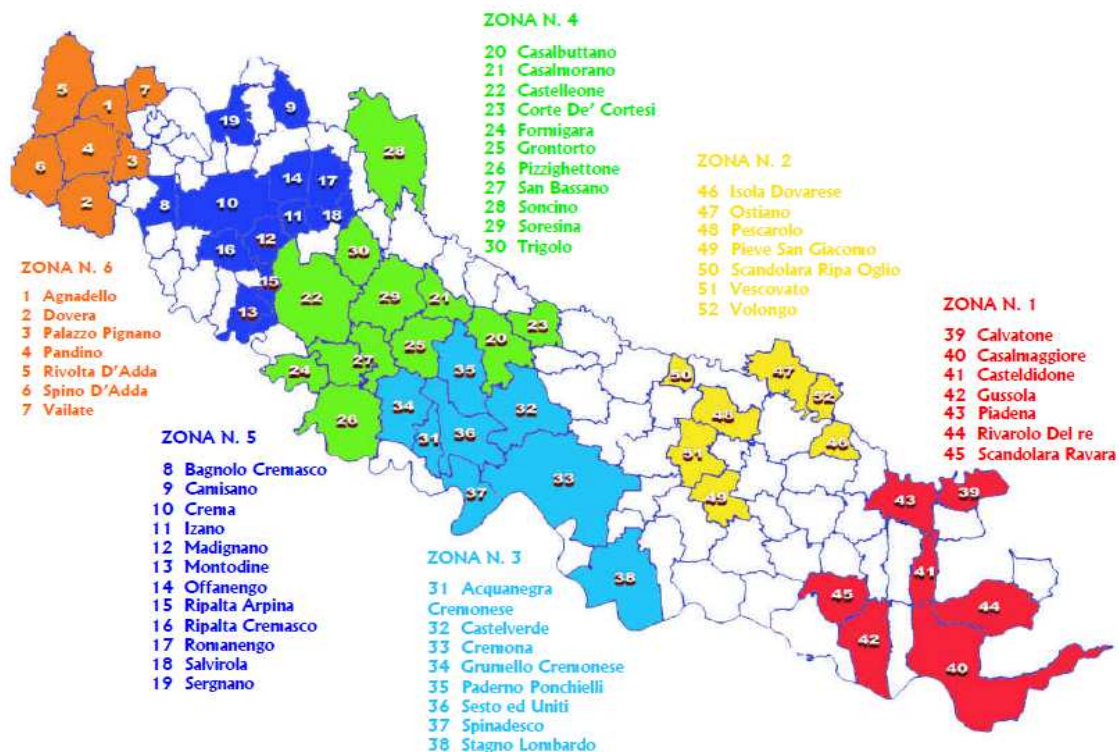 ZONA N. 4
20 Casalbuttano
21 Casalmorano
22 Castelleone
23 Corte De' Cortesi
24 Formigara
25 Grontorto
26 Pizzighettone
27 San Bassano
28 Soncino
29 Soresina
30 Trigolo
ZONA N. 2
46 Isola Dovarese
47 Ostiano
48 Pescarolo
49 Pieve San Giacomo
50 Scandolara Ripa Oglio
51 Vescovato
52 Volongo
ZONA N. 6
1 Agnadello
2 Dovera
3 Palazzo Pignano
4 Pandino
5 Rivolta D'Adda
6 Spino D'Adda
7 Vailate
ZONA N. 1
39 Calvatone
40 Casalmaggiore
41 Casteldidone
42 Gussola
43 Piadena
44 Rivarolo Del re
45 Scandolara Ravara
ZONA N. 5
8 Bagnolo Cremasco
9 Camisano
10 Crema
11 Izano
12 Madignano
13 Montodine
14 Offanengo
15 Ripalta Arpina
16 Ripalta Cremasco
17 Romanengo
18 Salvirola
19 Sergnano
ZONA N. 3
31 Acquanegra
Cremonese
32 Castelverde
33 Cremona
34 Grumello Cremonese
35 Paderno Ponchielli
36 Sesto ed Uniti
37 Spinadesco
38 Stagno Lombardo
5
7
1
19
9
4
3
6
28
14
17
2
8
10
11
18
12
16
30
15
22
29
21
13
23
20
25
27
24
35
50
47
52
34
32
48
26
31
36
46
51
33
37
49
43
39
41
38
45
44
42
40